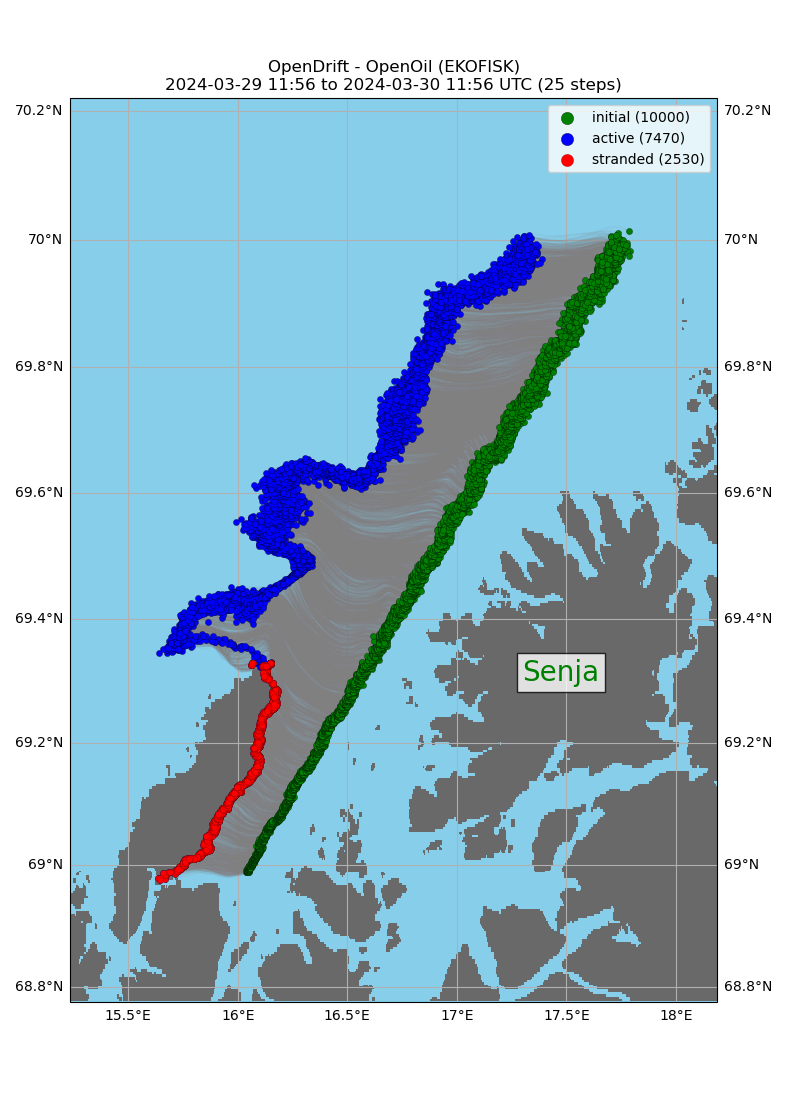 OpenDrift - OpenOil (EKOFISK)
2024-03-29 11:56 to 2024-03-30 11:56 UTC (25 steps)
70.2°N
70.2°N
initial (10000)
active (7470)
stranded (2530)
70°N
70°N
69.8°N
69.8°N
69.6°N
69.6°N
69.4°N
69.4°N
Senja
69.2°N
69.2°N
69°N
69°N
68.8°N
68.8°N
15.5°E 16°E 16.5°E 17°E 17.5°E 18°E